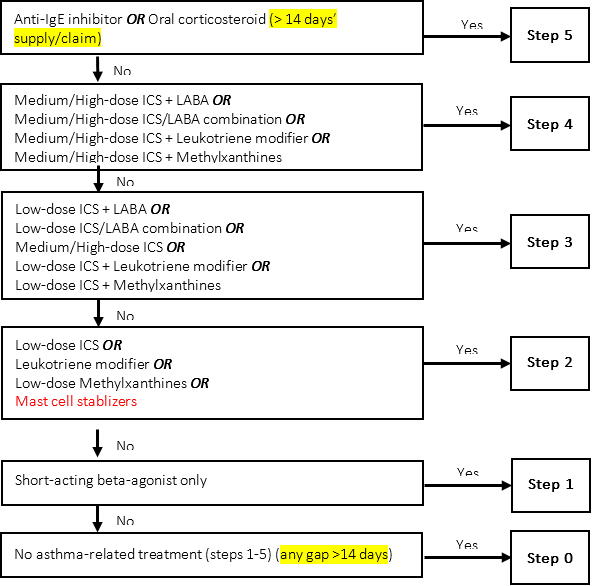 Anti-IgE inhibitor OR Oral corticosteroid (> 14 days'
supply/claim)
Yes
Step 5
No
Medium/High-dose ICS + LABA OR
Medium/High-dose ICS/LABA combination OR
Medium/High-dose ICS + Leukotriene modifier OR
Medium/High-dose ICS + Methylxanthines
Yes
Step 4
No
Low-dose ICS + LABA OR
Low-dose ICS/LABA combination OR
Medium/High-dose ICS OR
Low-dose ICS + Leukotriene modifier OR
Low-dose ICS + Methylxanthines
Yes
Step 3
No
Low-dose ICS OR
Leukotriene modifier OR
Low-dose Methylxanthines OR
Mast cell stablizers
Yes
Step 2
No
Short-acting beta-agonist only
Yes
Step 1
No
No asthma-related treatment (steps 1-5) (any gap >14 days)
Yes
Step 0